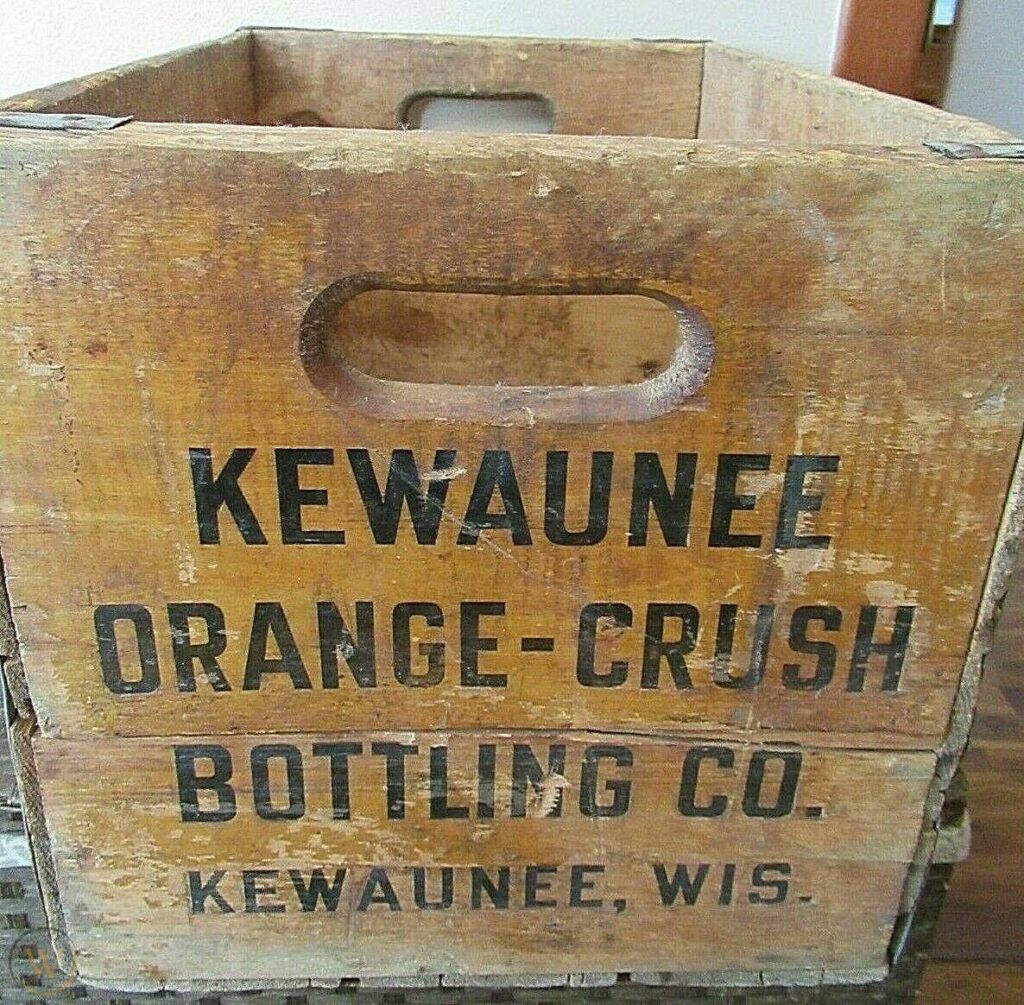 KEWAUNEE
ORANGE-CRUSH
BOTTLING CO.
KEWAUNEE, WIS.